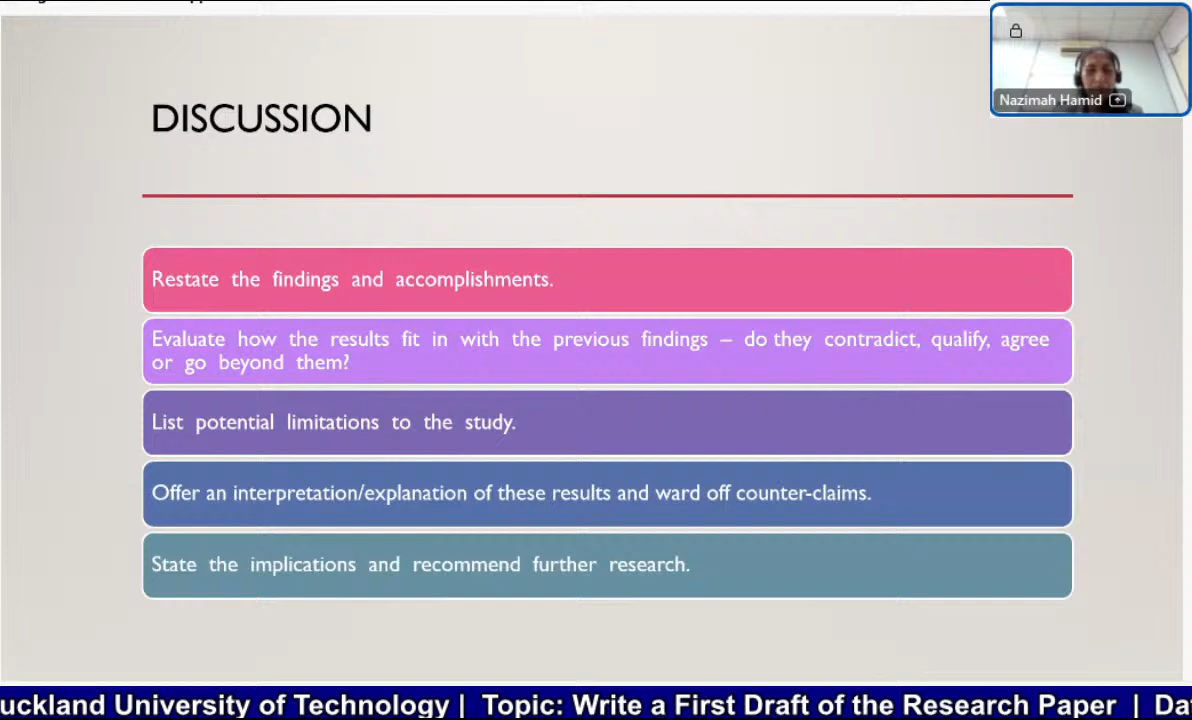 DISCUSSION
Nazimah Hamid
Restate the findings and accomplishments.
Evaluate how the results fit in with the previous findings – do they contradict, qualify, agree
or go beyond them?
List potential limitations to the study.
Offer an interpretation/explanation of these results and ward off counter-claims.
State the implications and recommend further research.
uckland University of Technology | Topic: Write a First Draft of the Research Paper | Da